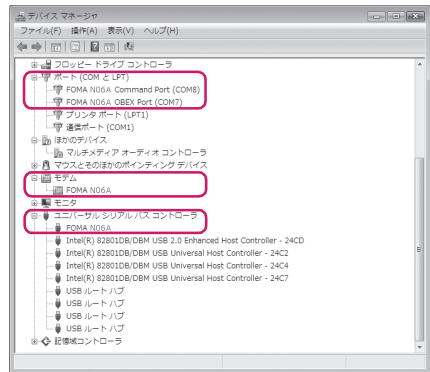 デバイス マネージャ
ファイル(F) 操作(A) 表示(V) ヘルプ(H)
フロッピー ドライブ コントローラ
ポート (COM と LPT)
FOMA N06A Command Port (COM8)
FOMA N06A OBEX Port (COM7)
プリンタ ポート (LPT1)
通信ポート (COM1)
ほかのデバイス
マルチメディア オーディオ コントローラ
マウスとそのほかのポインティング デバイス
モデム
FOMA N06A
モニタ
ユニバーサル シリアル バス コントローラ
FOMA N06A
Intel(R) 82801DB/DBM USB 2.0 Enhanced Host Controller - 24CD
Intel(R) 82801DB/DBM USB Universal Host Controller - 24C2
Intel(R) 82801DB/DBM USB Universal Host Controller - 24C4
Intel(R) 82801DB/DBM USB Universal Host Controller - 24C7
USB ルート ハブ
USB ルート ハブ
USB ルート ハブ
USB ルート ハブ
記憶域コントローラ